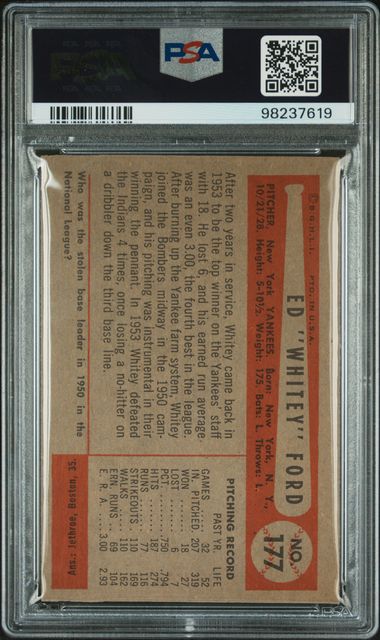 PSA
98237619
©B.G.H.L.I. PTD. IN U.S.A.
ED "WHITEY" FORD
NO. 177
PITCHER, New York YANKEES. Born: New York, N. Y.,
10/21/28. Height: 5-10½. Weight: 175. Bats: L. Throws: L.
After two years in service, Whitey came back in
1953 to be the top winner on the Yankees' staff
with 18. He lost 6, and his earned run average
was an even 3.00, the fourth best in the league.
After burning up the Yankee farm system, Whitey
joined the Bombers midway in the 1950 cam-
paign, and his pitching was instrumental in their
winning the pennant. In 1953 Whitey defeated
the Indians 4 times, once losing a no-hitter on
a dribbler down the third base line.
PITCHING RECORD
PAST YR. LIFE
GAMES 32 52
IN. PITCHED 207 319
WON 18 27
LOST 6 7
PCT. .750 .794
HITS 187 274
RUNS 77 116
STRIKEOUTS 110 169
WALKS 110 162
ERN. RUNS 69 104
E. R. A. 3.00 2.93
Who was the stolen base leader in 1950 in the
National League?
Ans.: Jethroe, Boston, '35.